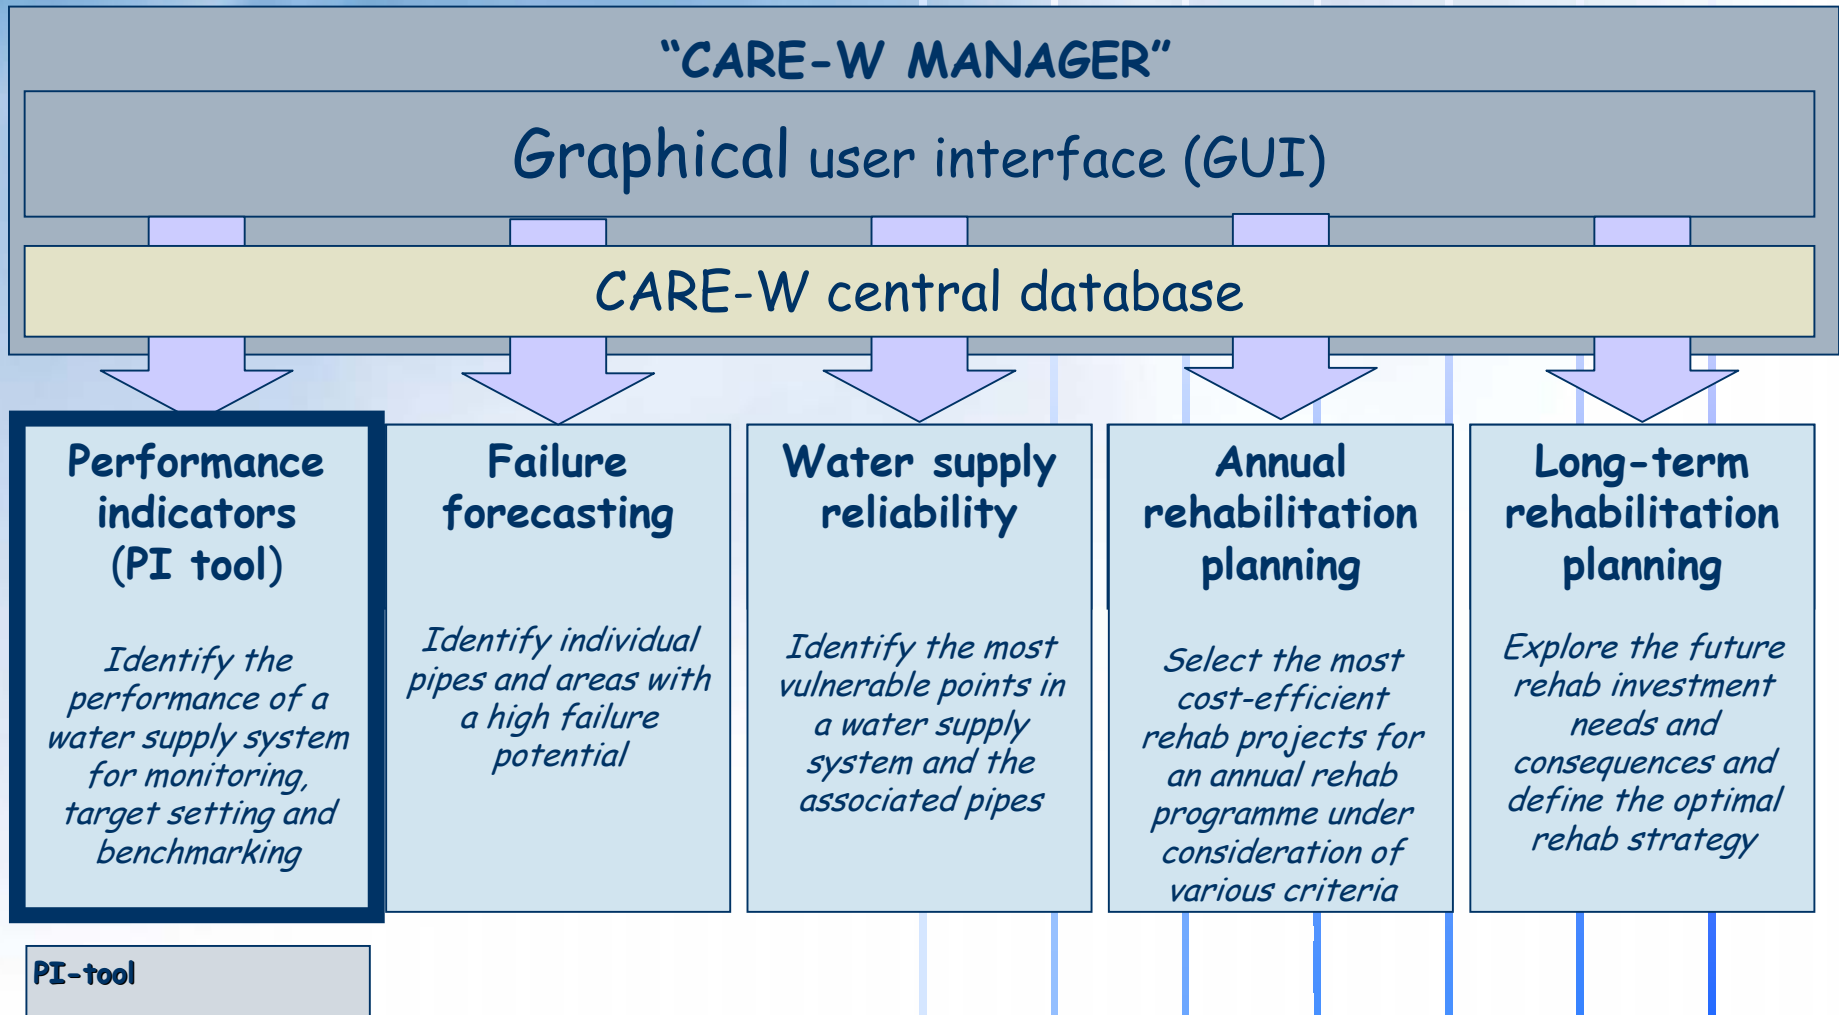 “CARE-W MANAGER”
Graphical user interface (GUI)
CARE-W central database
Performance
indicators
(PI tool)
Identify the
performance of a
water supply system
for monitoring,
target setting and
benchmarking
Failure
forecasting
Identify individual
pipes and areas with
a high failure
potential
Water supply
reliability
Identify the most
vulnerable points in
a water supply
system and the
associated pipes
Annual
rehabilitation
planning
Select the most
cost-efficient
rehab projects for
an annual rehab
programme under
consideration of
various criteria
Long-term
rehabilitation
planning
Explore the future
rehab investment
needs and
consequences and
define the optimal
rehab strategy
PI-tool